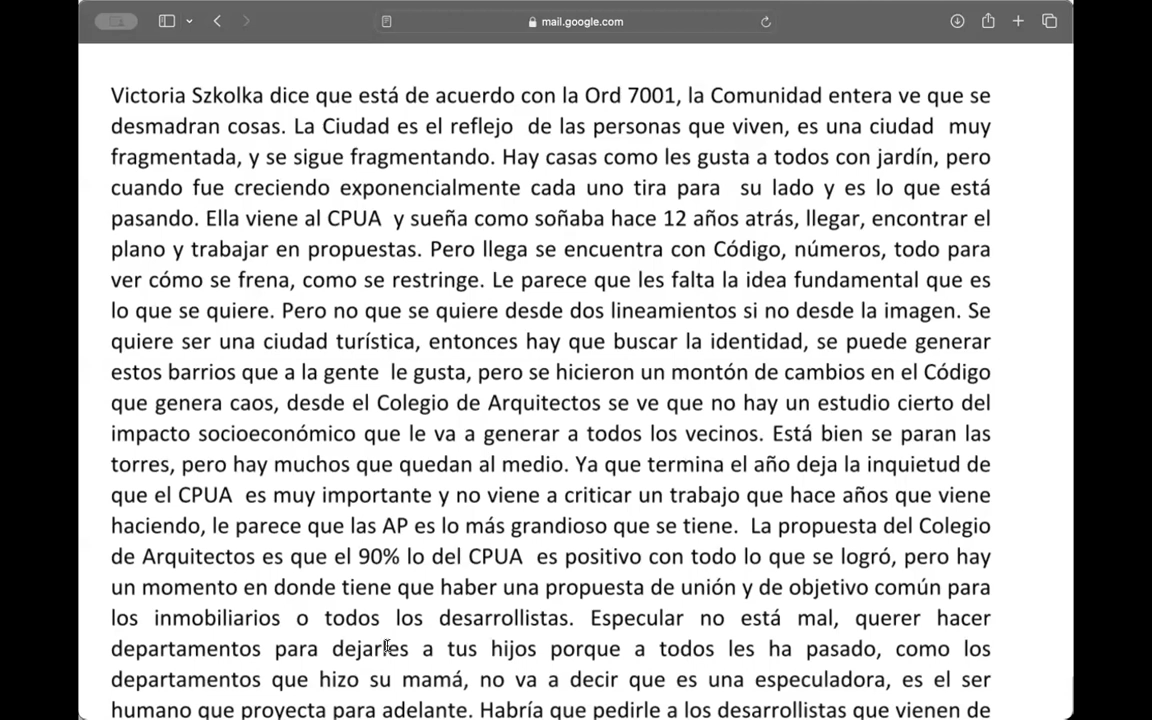 mail.google.com
Victoria Szkolka dice que está de acuerdo con la Ord 7001, la Comunidad entera ve que se
desmadran cosas. La Ciudad es el reflejo de las personas que viven, es una ciudad muy
fragmentada, y se sigue fragmentando. Hay casas como les gusta a todos con jardín, pero
cuando fue creciendo exponencialmente cada uno tira para su lado y es lo que está
pasando. Ella viene al CPUA y sueña como soñaba hace 12 años atrás, llegar, encontrar el
plano y trabajar en propuestas. Pero llega se encuentra con Código, números, todo para
ver cómo se frena, como se restringe. Le parece que les falta la idea fundamental que es
lo que se quiere. Pero no que se quiere desde dos lineamientos si no desde la imagen. Se
quiere ser una ciudad turística, entonces hay que buscar la identidad, se puede generar
estos barrios que a la gente le gusta, pero se hicieron un montón de cambios en el Código
que genera caos, desde el Colegio de Arquitectos se ve que no hay un estudio cierto del
impacto socioeconómico que le va a generar a todos los vecinos. Está bien se paran las
torres, pero hay muchos que quedan al medio. Ya que termina el año deja la inquietud de
que el CPUA es muy importante y no viene a criticar un trabajo que hace años que viene
haciendo, le parece que las AP es lo más grandioso que se tiene. La propuesta del Colegio
de Arquitectos es que el 90% lo del CPUA es positivo con todo lo que se logró, pero hay
un momento en donde tiene que haber una propuesta de unión y de objetivo común para
los inmobiliarios o todos los desarrollistas. Especular no está mal, querer hacer
departamentos para dejarles a tus hijos porque a todos les ha pasado, como los
departamentos que hizo su mamá, no va a decir que es una especuladora, es el ser
humano que proyecta para adelante. Habría que pedirle a los desarrollistas que vienen de